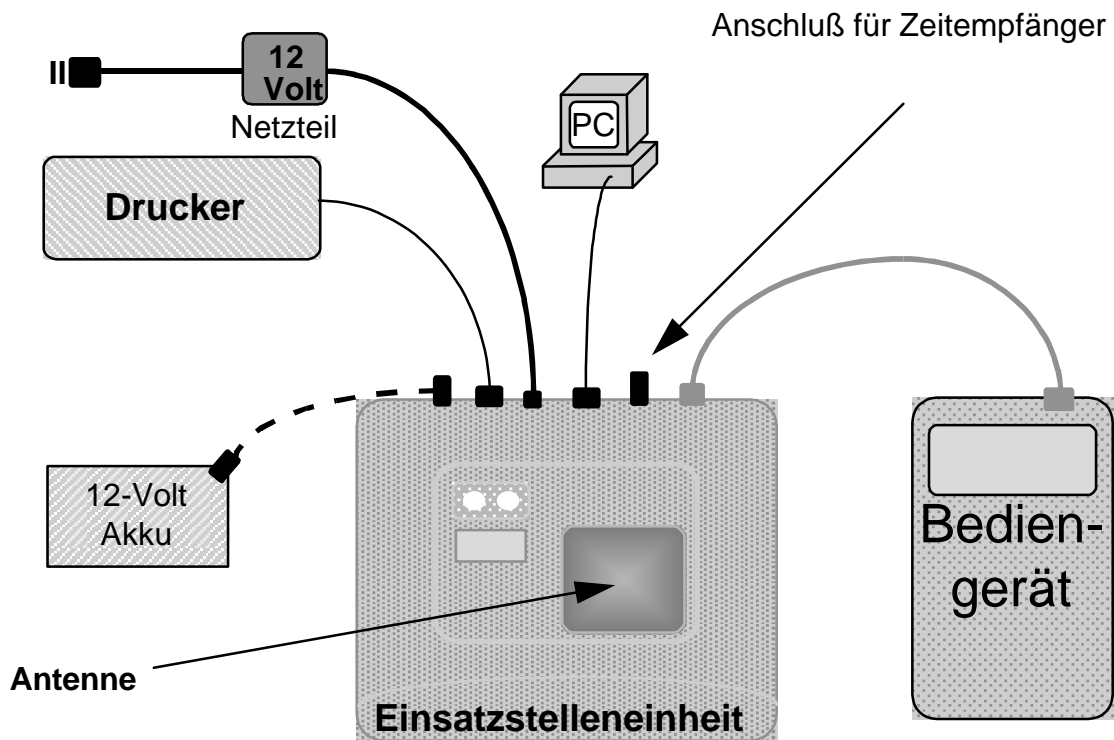 Anschluß für Zeitempfänger
12
Volt
Netzteil
PC
Drucker
12-Volt
Akku
Bedien-
gerät
Antenne
Einsatzstelleneinheit